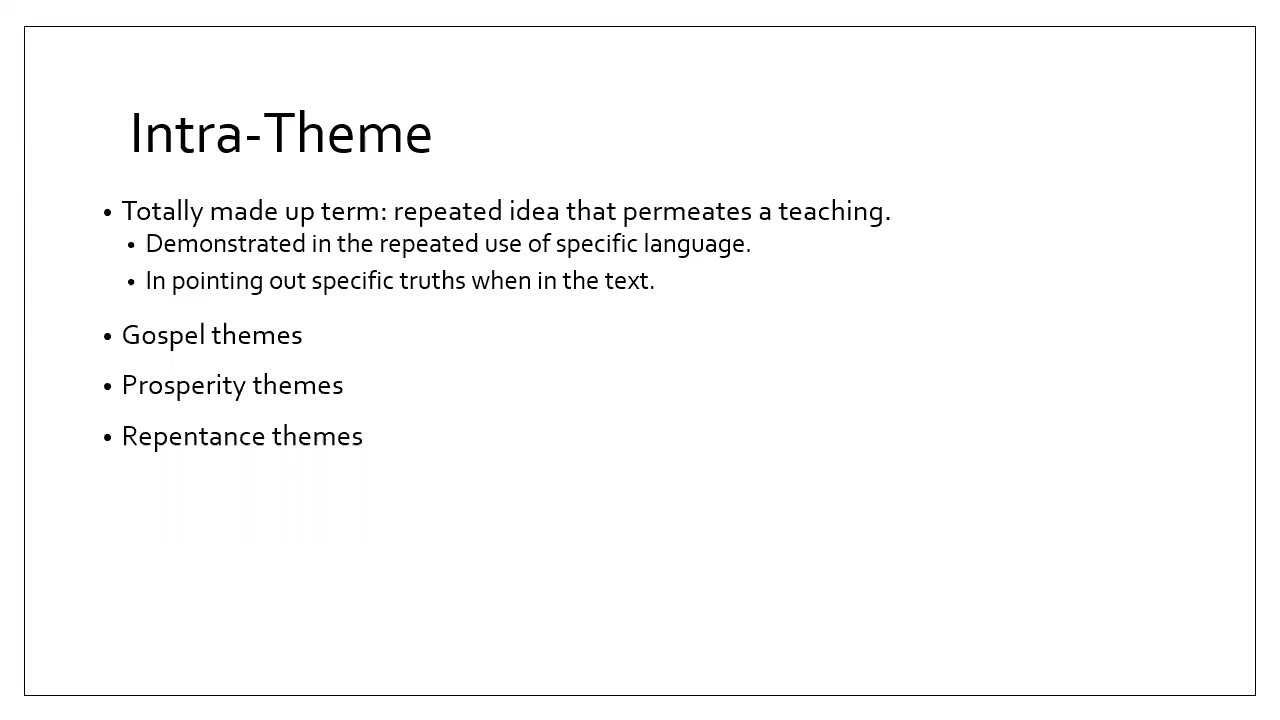 Intra-Theme
• Totally made up term: repeated idea that permeates a teaching.
• Demonstrated in the repeated use of specific language.
• In pointing out specific truths when in the text.
• Gospel themes
• Prosperity themes
• Repentance themes